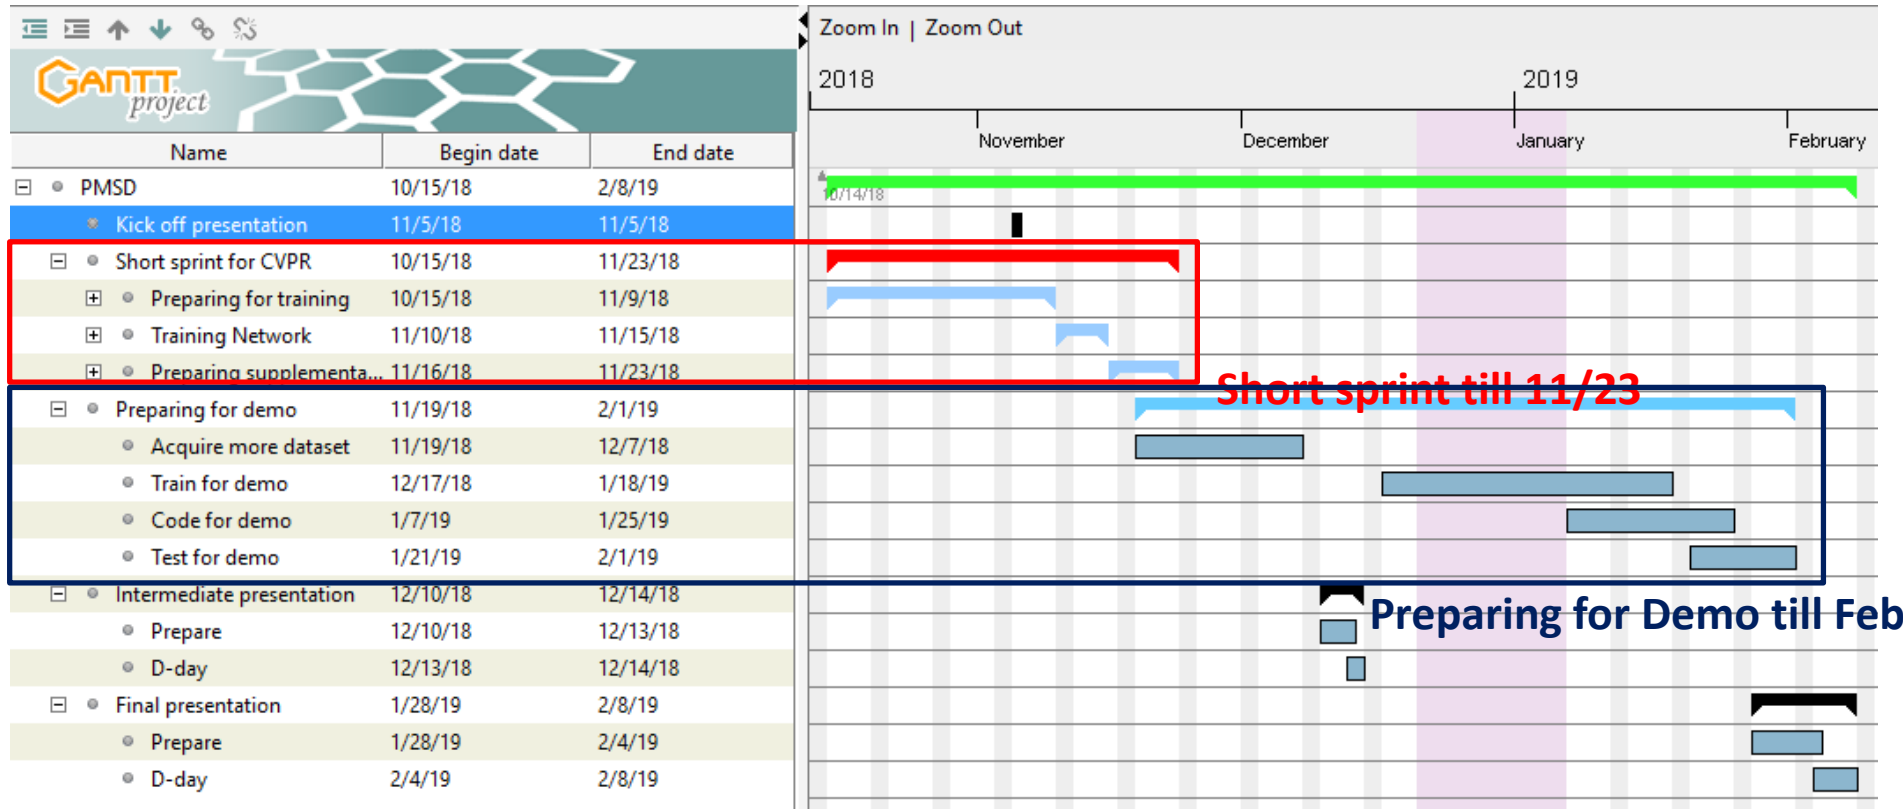 Zoom In | Zoom Out
GANTT project
2018 2019
November December January February
Name Begin date End date
PMSD 10/15/18 2/8/19
10/14/18
Kick off presentation 11/5/18 11/5/18
Short sprint for CVPR 10/15/18 11/23/18
Preparing for training 10/15/18 11/9/18
Training Network 11/10/18 11/15/18
Preparing supplementa... 11/16/18 11/23/18
Short sprint till 11/23
Preparing for demo 11/19/18 2/1/19
Acquire more dataset 11/19/18 12/7/18
Train for demo 12/17/18 1/18/19
Code for demo 1/7/19 1/25/19
Test for demo 1/21/19 2/1/19
Intermediate presentation 12/10/18 12/14/18
Preparing for Demo till Feb
Prepare 12/10/18 12/13/18
D-day 12/13/18 12/14/18
Final presentation 1/28/19 2/8/19
Prepare 1/28/19 2/4/19
D-day 2/4/19 2/8/19